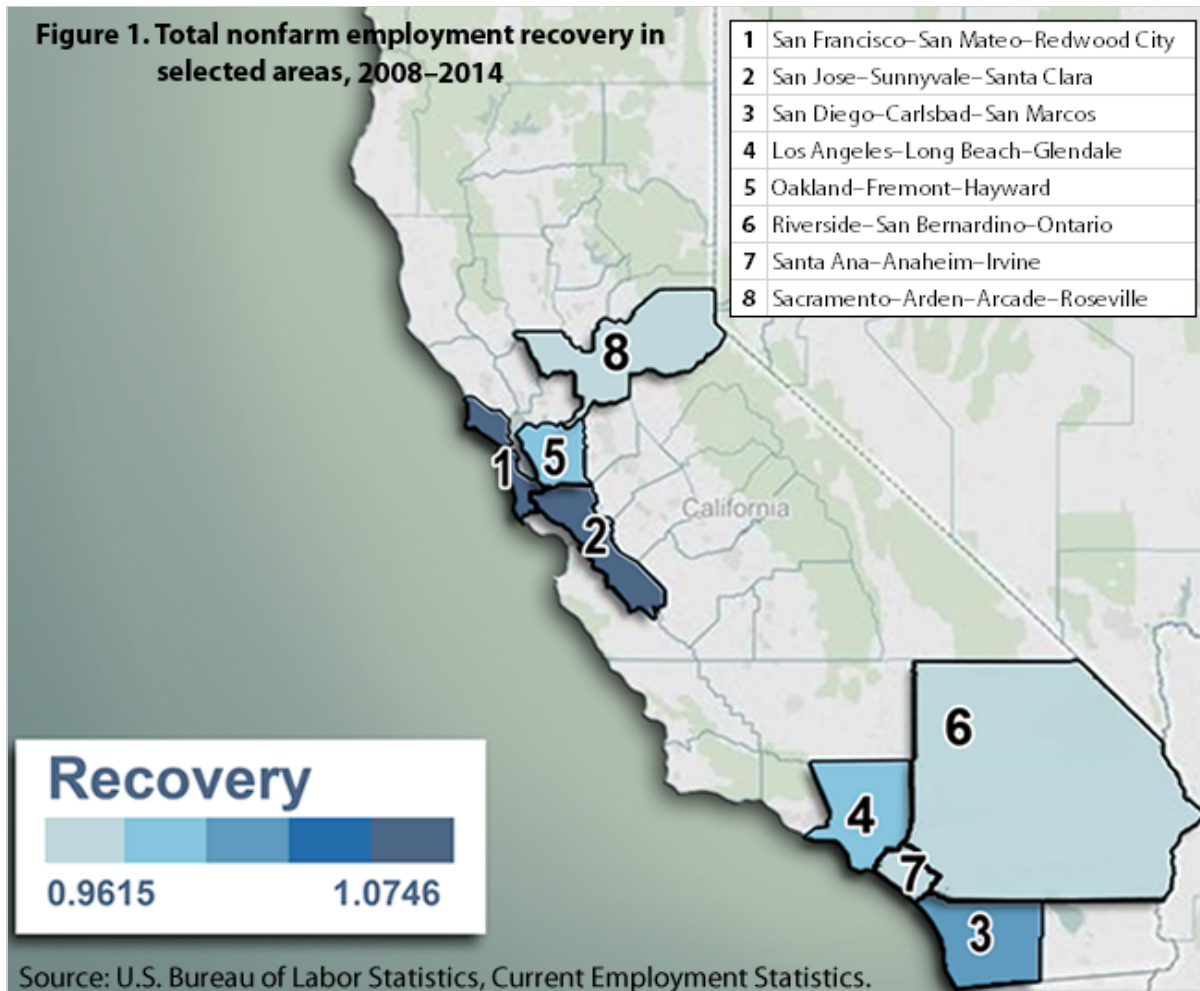 Figure 1. Total nonfarm employment recovery in
selected areas, 2008–2014
1 San Francisco–San Mateo–Redwood City
2 San Jose–Sunnyvale–Santa Clara
3 San Diego–Carlsbad–San Marcos
4 Los Angeles–Long Beach–Glendale
5 Oakland–Fremont–Hayward
6 Riverside–San Bernardino–Ontario
7 Santa Ana–Anaheim–Irvine
8 Sacramento–Arden–Arcade–Roseville
8
1
5
California
2
6
4
7
3
Recovery
0.9615 1.0746
Source: U.S. Bureau of Labor Statistics, Current Employment Statistics.